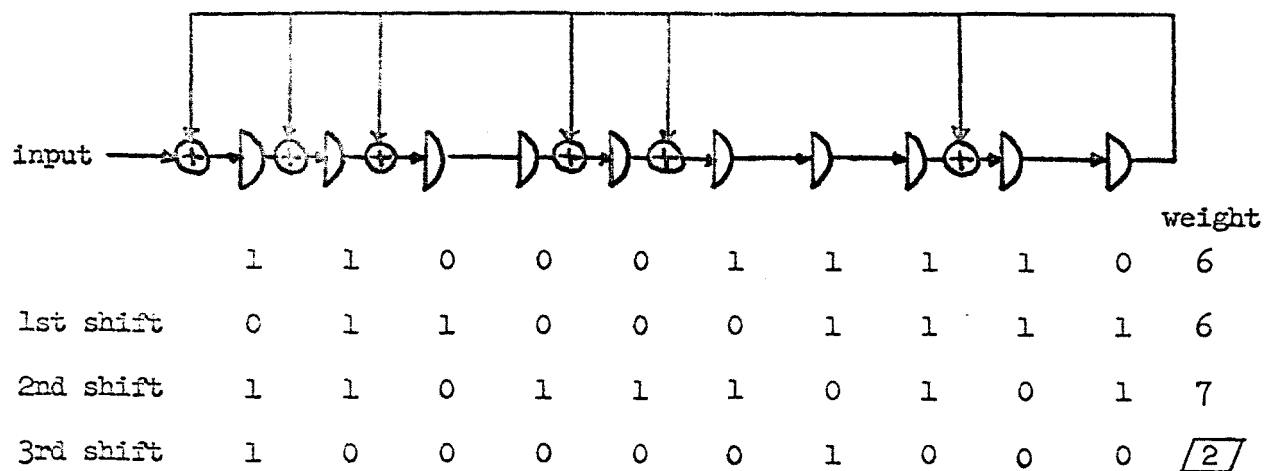 input
weight
1 1 0 0 0 1 1 1 1 0 6
1st shift 0 1 1 0 0 0 1 1 1 1 6
2nd shift 1 1 0 1 1 1 0 1 0 1 7
3rd shift 1 0 0 0 0 0 1 0 0 0 2